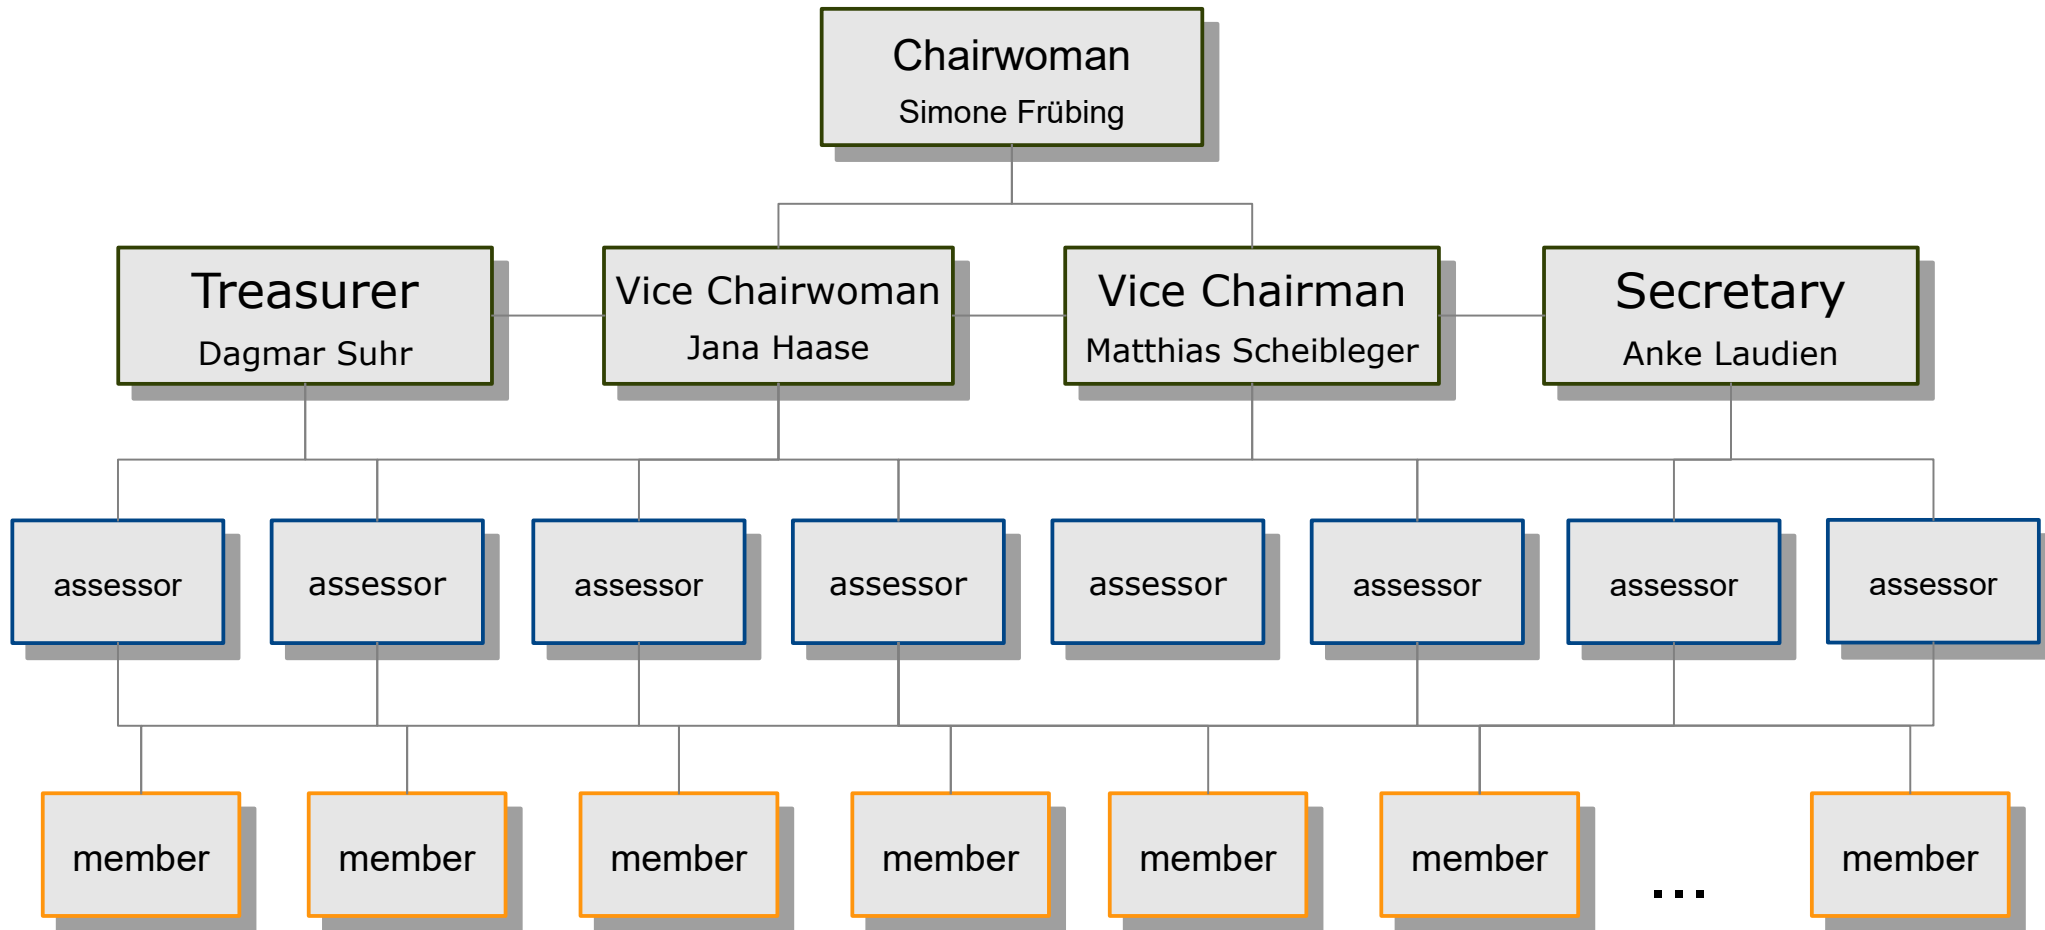 Chairwoman
Simone Frübing
Treasurer
Dagmar Suhr
Vice Chairwoman
Jana Haase
Vice Chairman
Matthias Scheibleger
Secretary
Anke Laudien
assessor
assessor
assessor
assessor
assessor
assessor
assessor
assessor
member
member
member
member
member
member
...
member